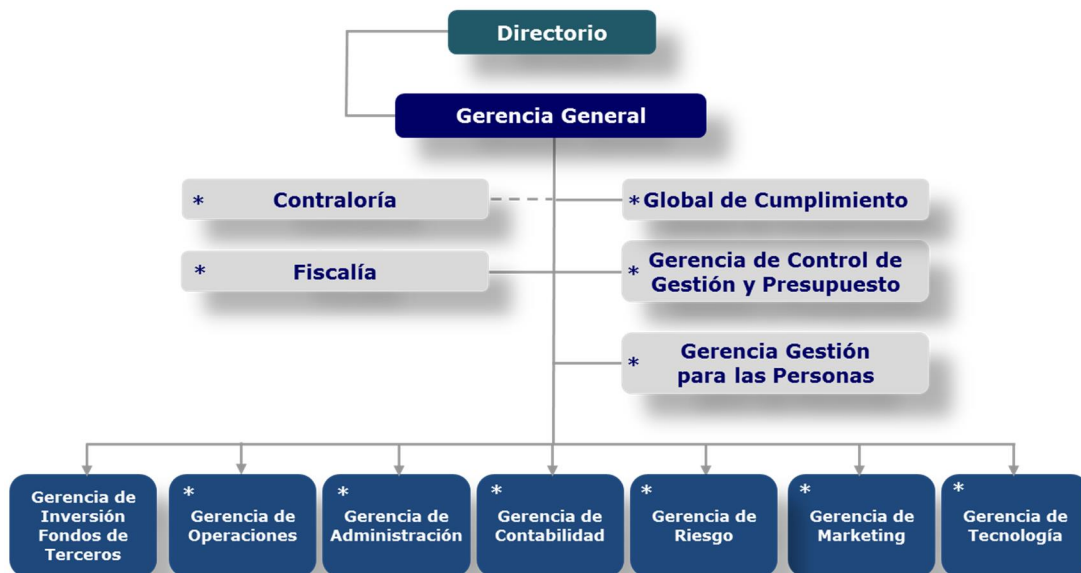 Directorio
Gerencia General
* Contraloría
* Global de Cumplimiento
* Fiscalía
* Gerencia de Control de
Gestión y Presupuesto
* Gerencia Gestión
para las Personas
Gerencia de
Inversión
Fondos de
Terceros
*
Gerencia de
Operaciones
*
Gerencia de
Administración
*
Gerencia de
Contabilidad
*
Gerencia de
Riesgo
*
Gerencia de
Marketing
*
Gerencia de
Tecnología